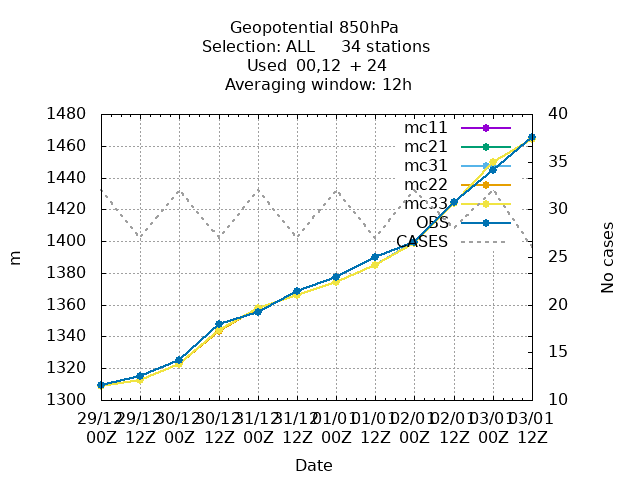 Geopotential 850hPa
Selection: ALL 34 stations
Used 00,12 + 24
Averaging window: 12h
1480 40
mc11
1460 mc21 35
mc31
1440 mc22
1420 mc33 30
OBS
1400 CASES
25
1380
1360 20
1340
15
1320
1300 10
m
No cases
29/12 29/12 30/12 30/12 31/12 31/12 01/01 01/01 02/01 02/01 03/01 03/01
00Z 12Z 00Z 12Z 00Z 12Z 00Z 12Z 00Z 12Z 00Z 12Z
Date